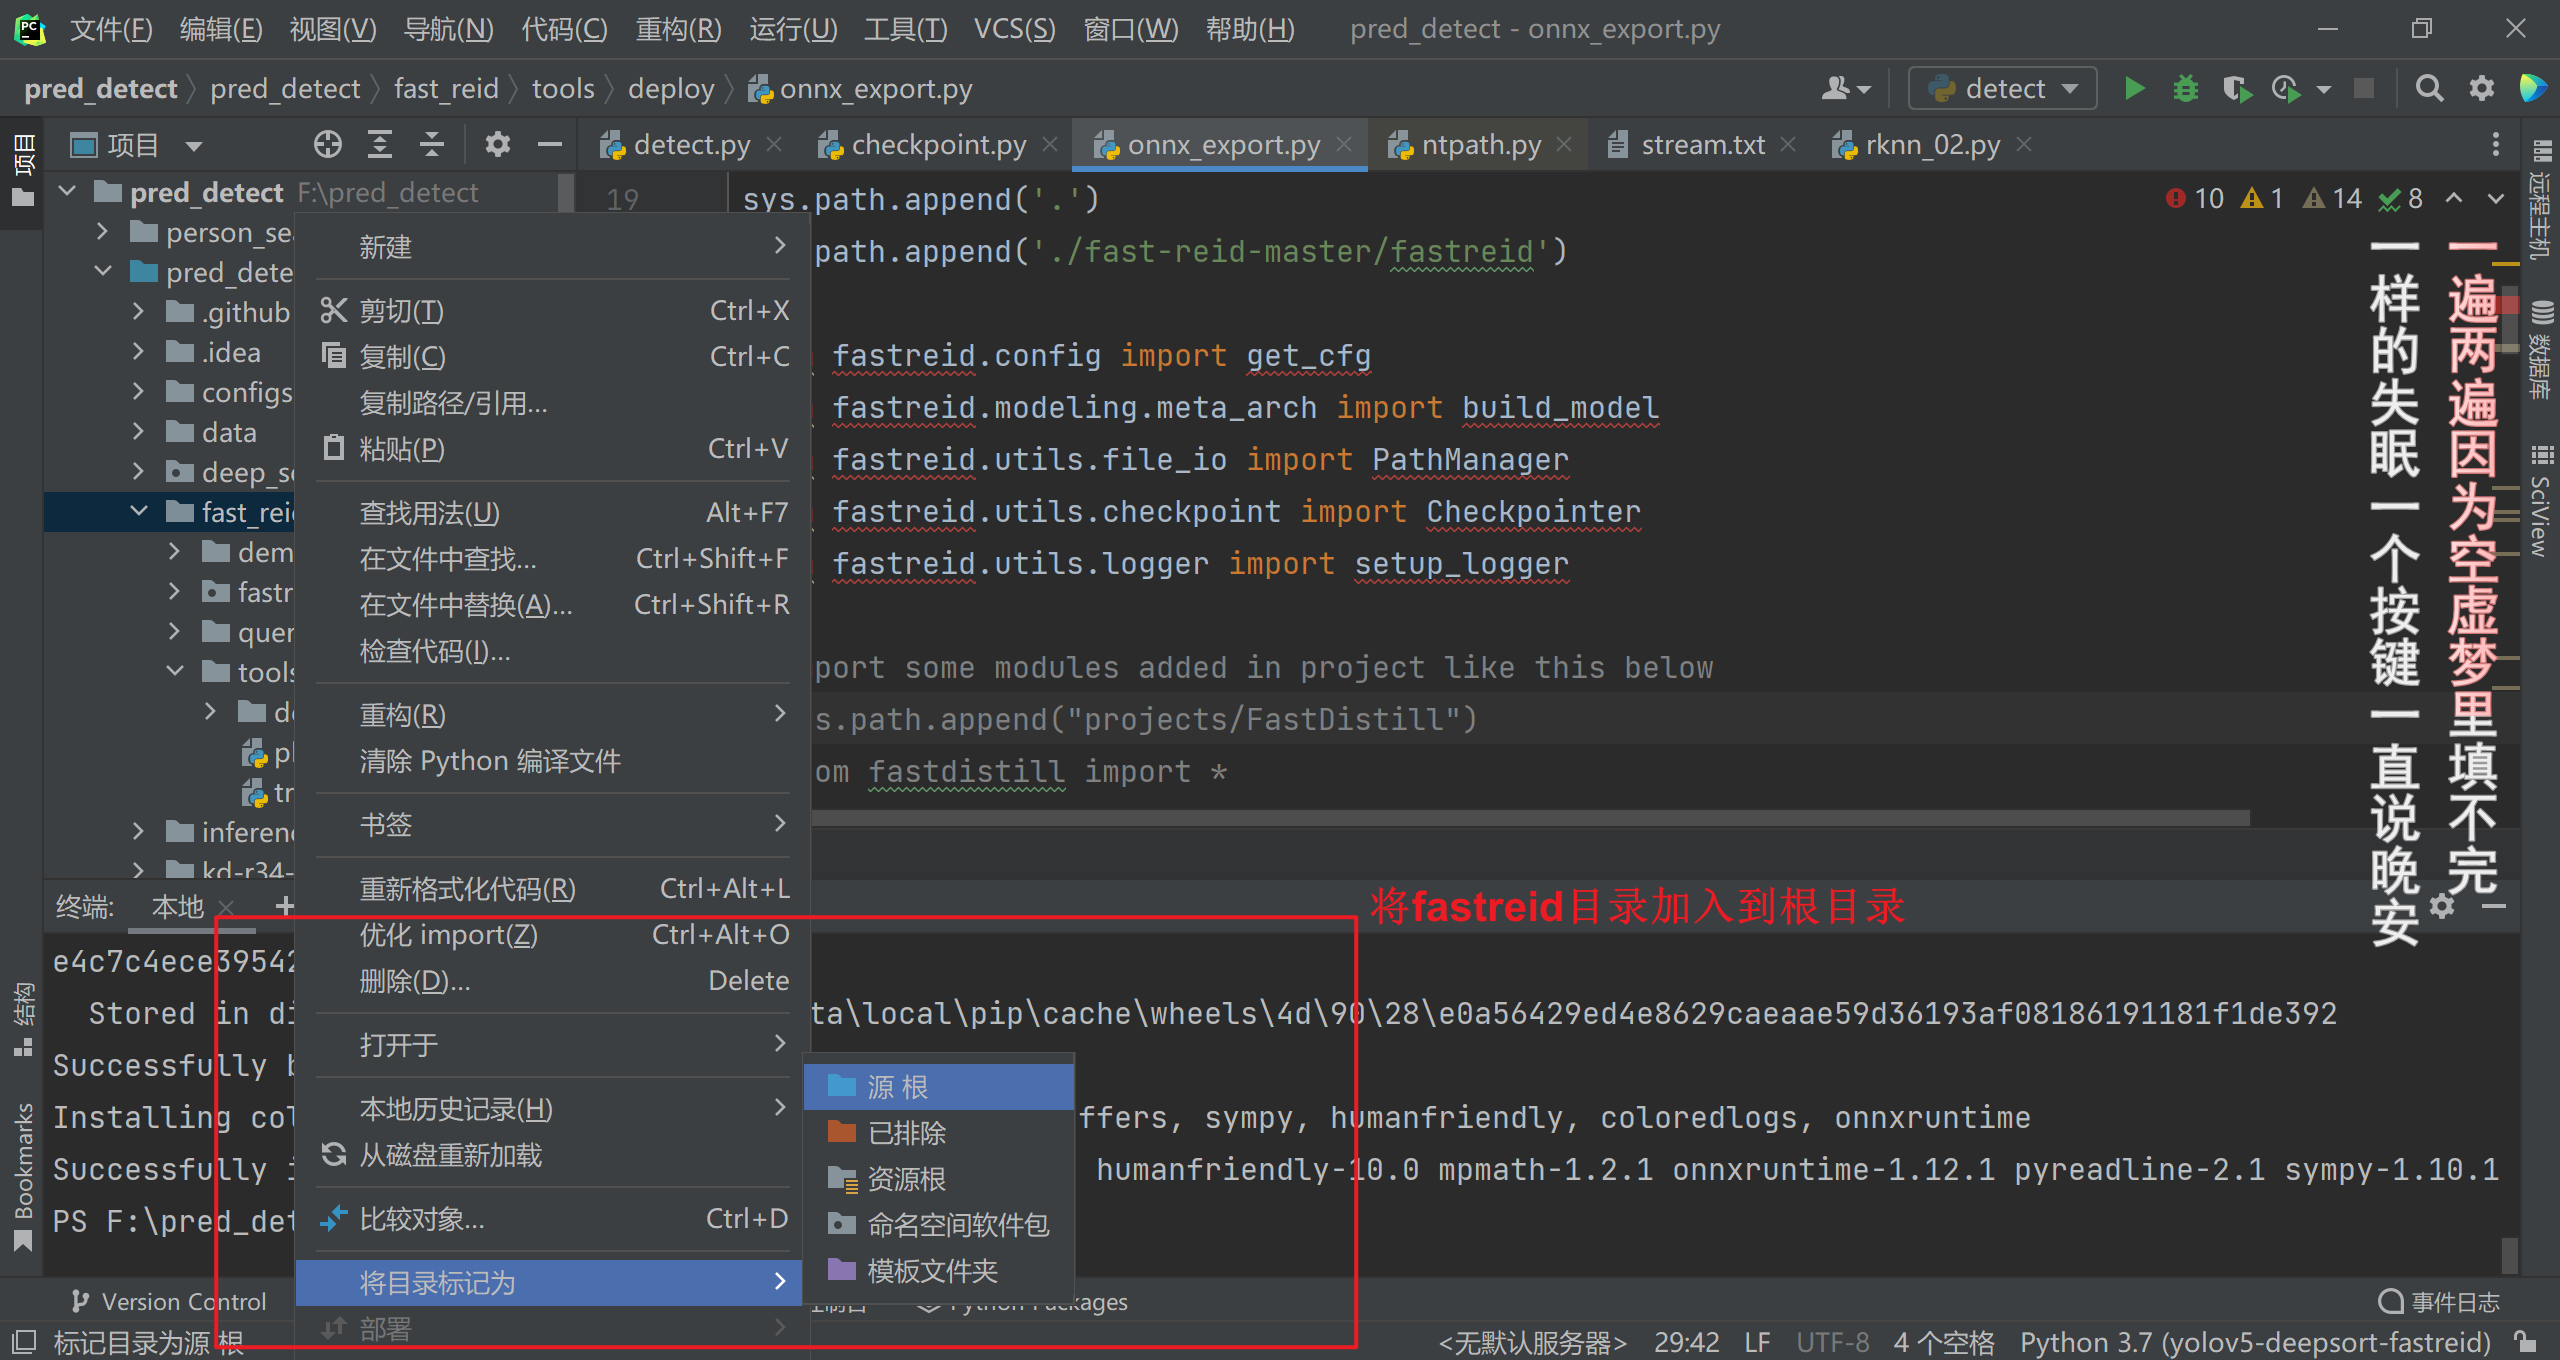 文件(F) 编辑(E) 视图(V) 导航(N) 代码(C) 重构(R) 运行(U) 工具(T) VCS(S) 窗口(W) 帮助(H) pred_detect - onnx_export.py
pred_detect pred_detect fast_reid tools deploy onnx_export.py detect
项目
项目
detect.py checkpoint.py onnx_export.py ntpath.py stream.txt rknn_02.py
pred_detect F:\pred_detect
person_sea
pred_dete
.github
.idea
configs
data
deep_s
fast_rei
dem
fastr
quer
tools
de
tr
inferen
kd-r34-
19
10 1 14 8
sys.path.append('.')
path.append('./fast-reid-master/fastreid')
fastreid.config import get_cfg
fastreid.modeling.meta_arch import build_model
fastreid.utils.file_io import PathManager
fastreid.utils.checkpoint import Checkpointer
fastreid.utils.logger import setup_logger
port some modules added in project like this below
s.path.append("projects/FastDistill")
om fastdistill import *
新建
剪切(T) Ctrl+X
复制(C) Ctrl+C
复制路径/引用...
粘贴(P) Ctrl+V
查找用法(U) Alt+F7
在文件中查找... Ctrl+Shift+F
在文件中替换(A)... Ctrl+Shift+R
检查代码(I)...
重构(R)
清除 Python 编译文件
书签
重新格式化代码(R) Ctrl+Alt+L
优化 import(Z) Ctrl+Alt+O
删除(D)... Delete
打开于
本地历史记录(H)
从磁盘重新加载
比较对象... Ctrl+D
将目录标记为
部署
源 根
已排除
资源根
命名空间软件包
模板文件夹
一遍两遍因为空虚梦里填不完
一样的失眠一个按键一直说晚安
远程主机
数据库
SciView
将fastreid目录加入到根目录
终端: 本地
e4c7c4ece39542
Stored in di
ta\local\pip\cache\wheels\4d\90\28\e0a56429ed4e8629caeaae59d36193af08186191181f1de392
Successfully b
Installing col
ffers, sympy, humanfriendly, coloredlogs, onnxruntime
Successfully i
humanfriendly-10.0 mpmath-1.2.1 onnxruntime-1.12.1 pyreadline-2.1 sympy-1.10.1
PS F:\pred_det
结构
Bookmarks
Version Control
Python Packages
事件日志
标记目录为源 根
<无默认服务器> 29:42 LF UTF-8 4 个空格 Python 3.7 (yolov5-deepsort-fastreid)